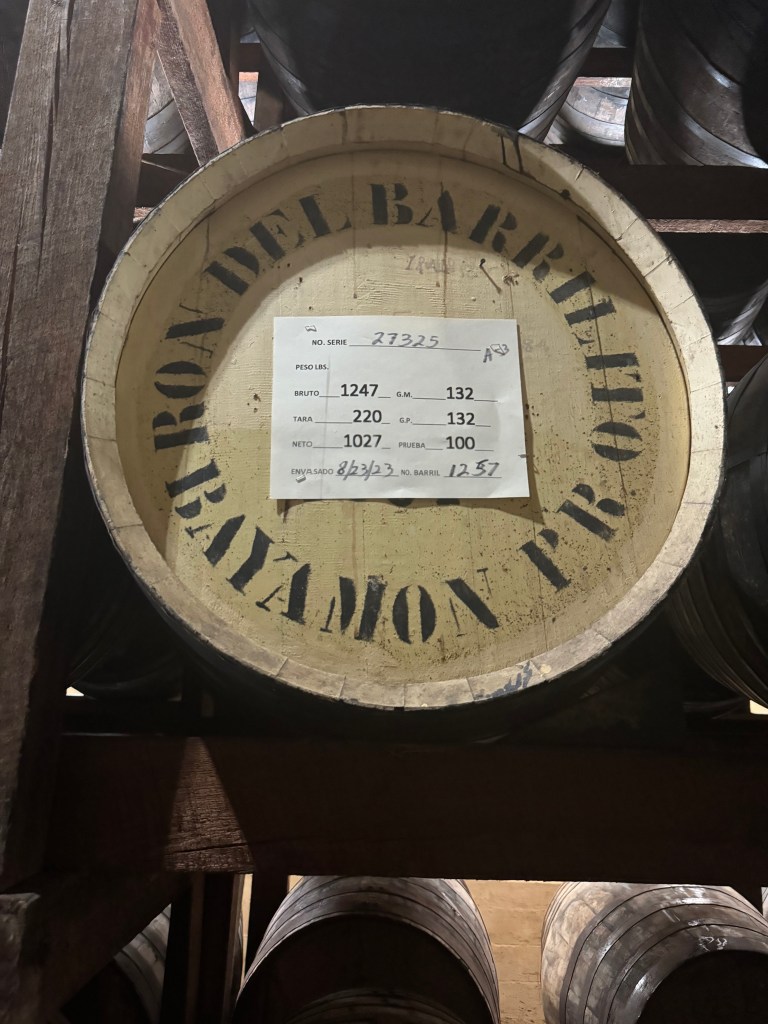 RON DEL BARRILITO
BAYAMON PR
NO. SERIE 27325
PESO LBS.
BRUTO 1247 G.M. 132
TARA 220 G.P. 132
NETO 1027 PRUEBA 100
ENVASADO 8/23/23 NO. BARRIL 1257